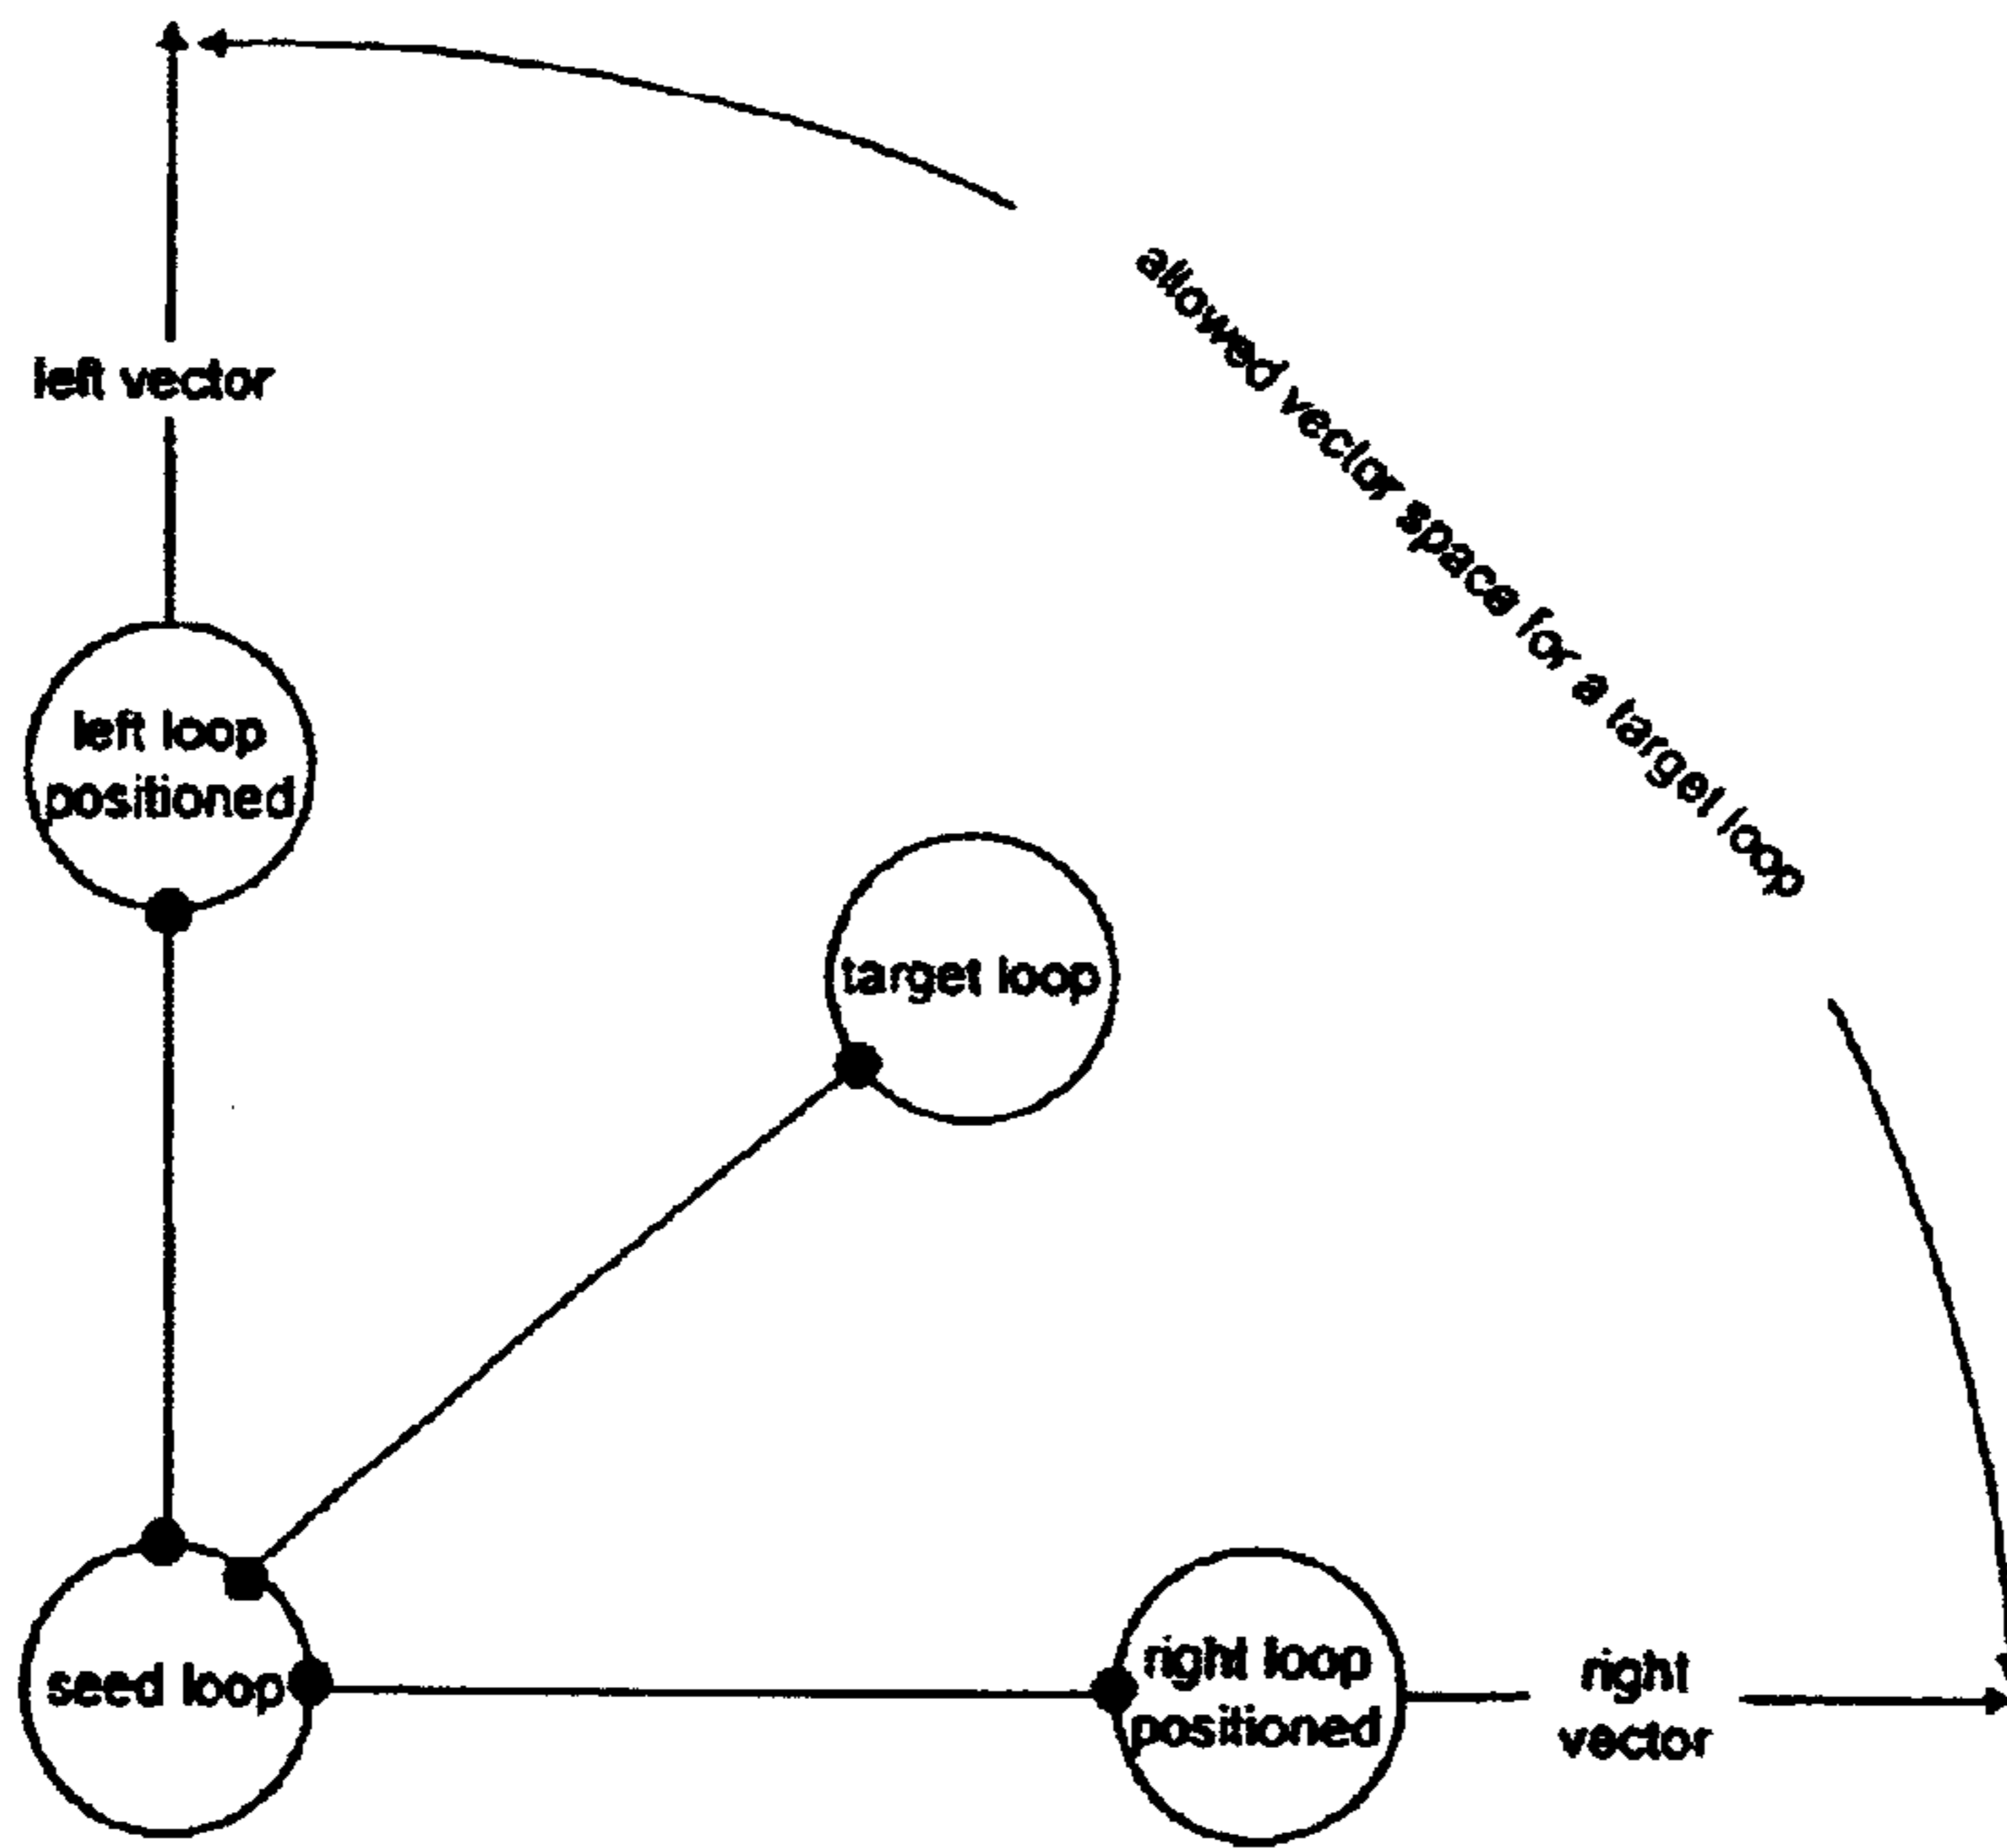 left vector
allowed vector space for a target loop
left loop
positioned
target loop
seed loop
right loop
positioned
right
vector